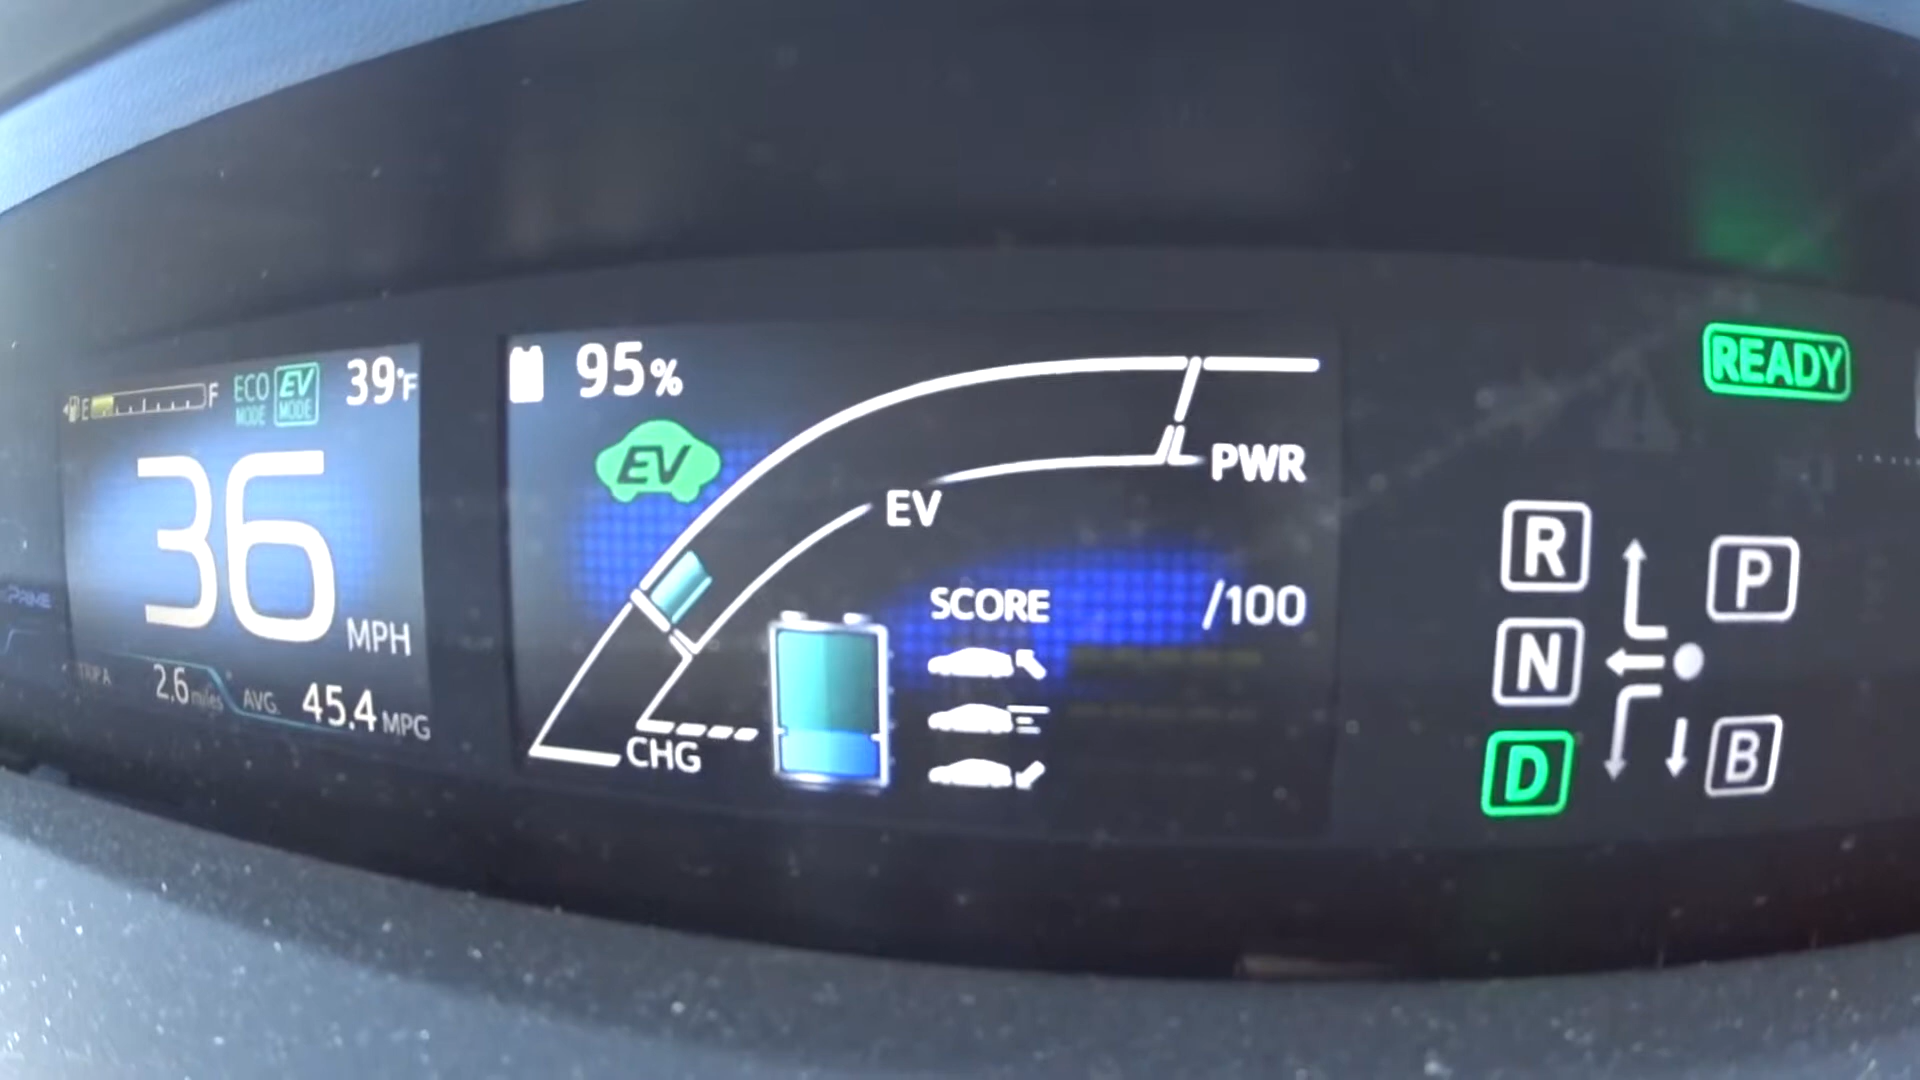 E F ECO MODE EV MODE 39°F
36 MPH
TRIP A 2.6 miles AVG. 45.4 MPG
PRIME
95%
EV
PWR
EV
SCORE /100
CHG
READY
R P
N
D B